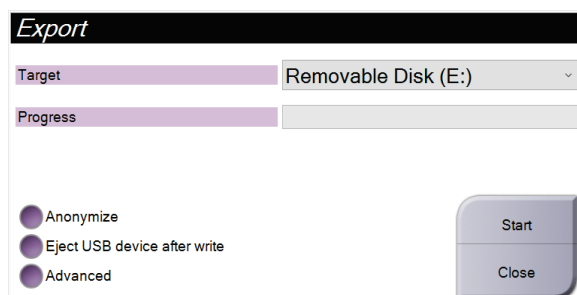 Export
Target
Removable Disk (E:)
Progress
Anonymize
Eject USB device after write
Advanced
Start
Close